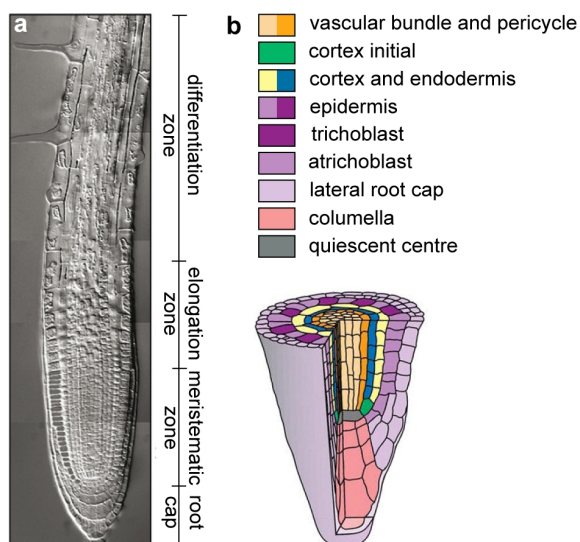 a
differentiation
zone
elongation
zone
meristematic
zone
root
cap
b
vascular bundle and pericycle
cortex initial
cortex and endodermis
epidermis
trichoblast
atrichoblast
lateral root cap
columella
quiescent centre